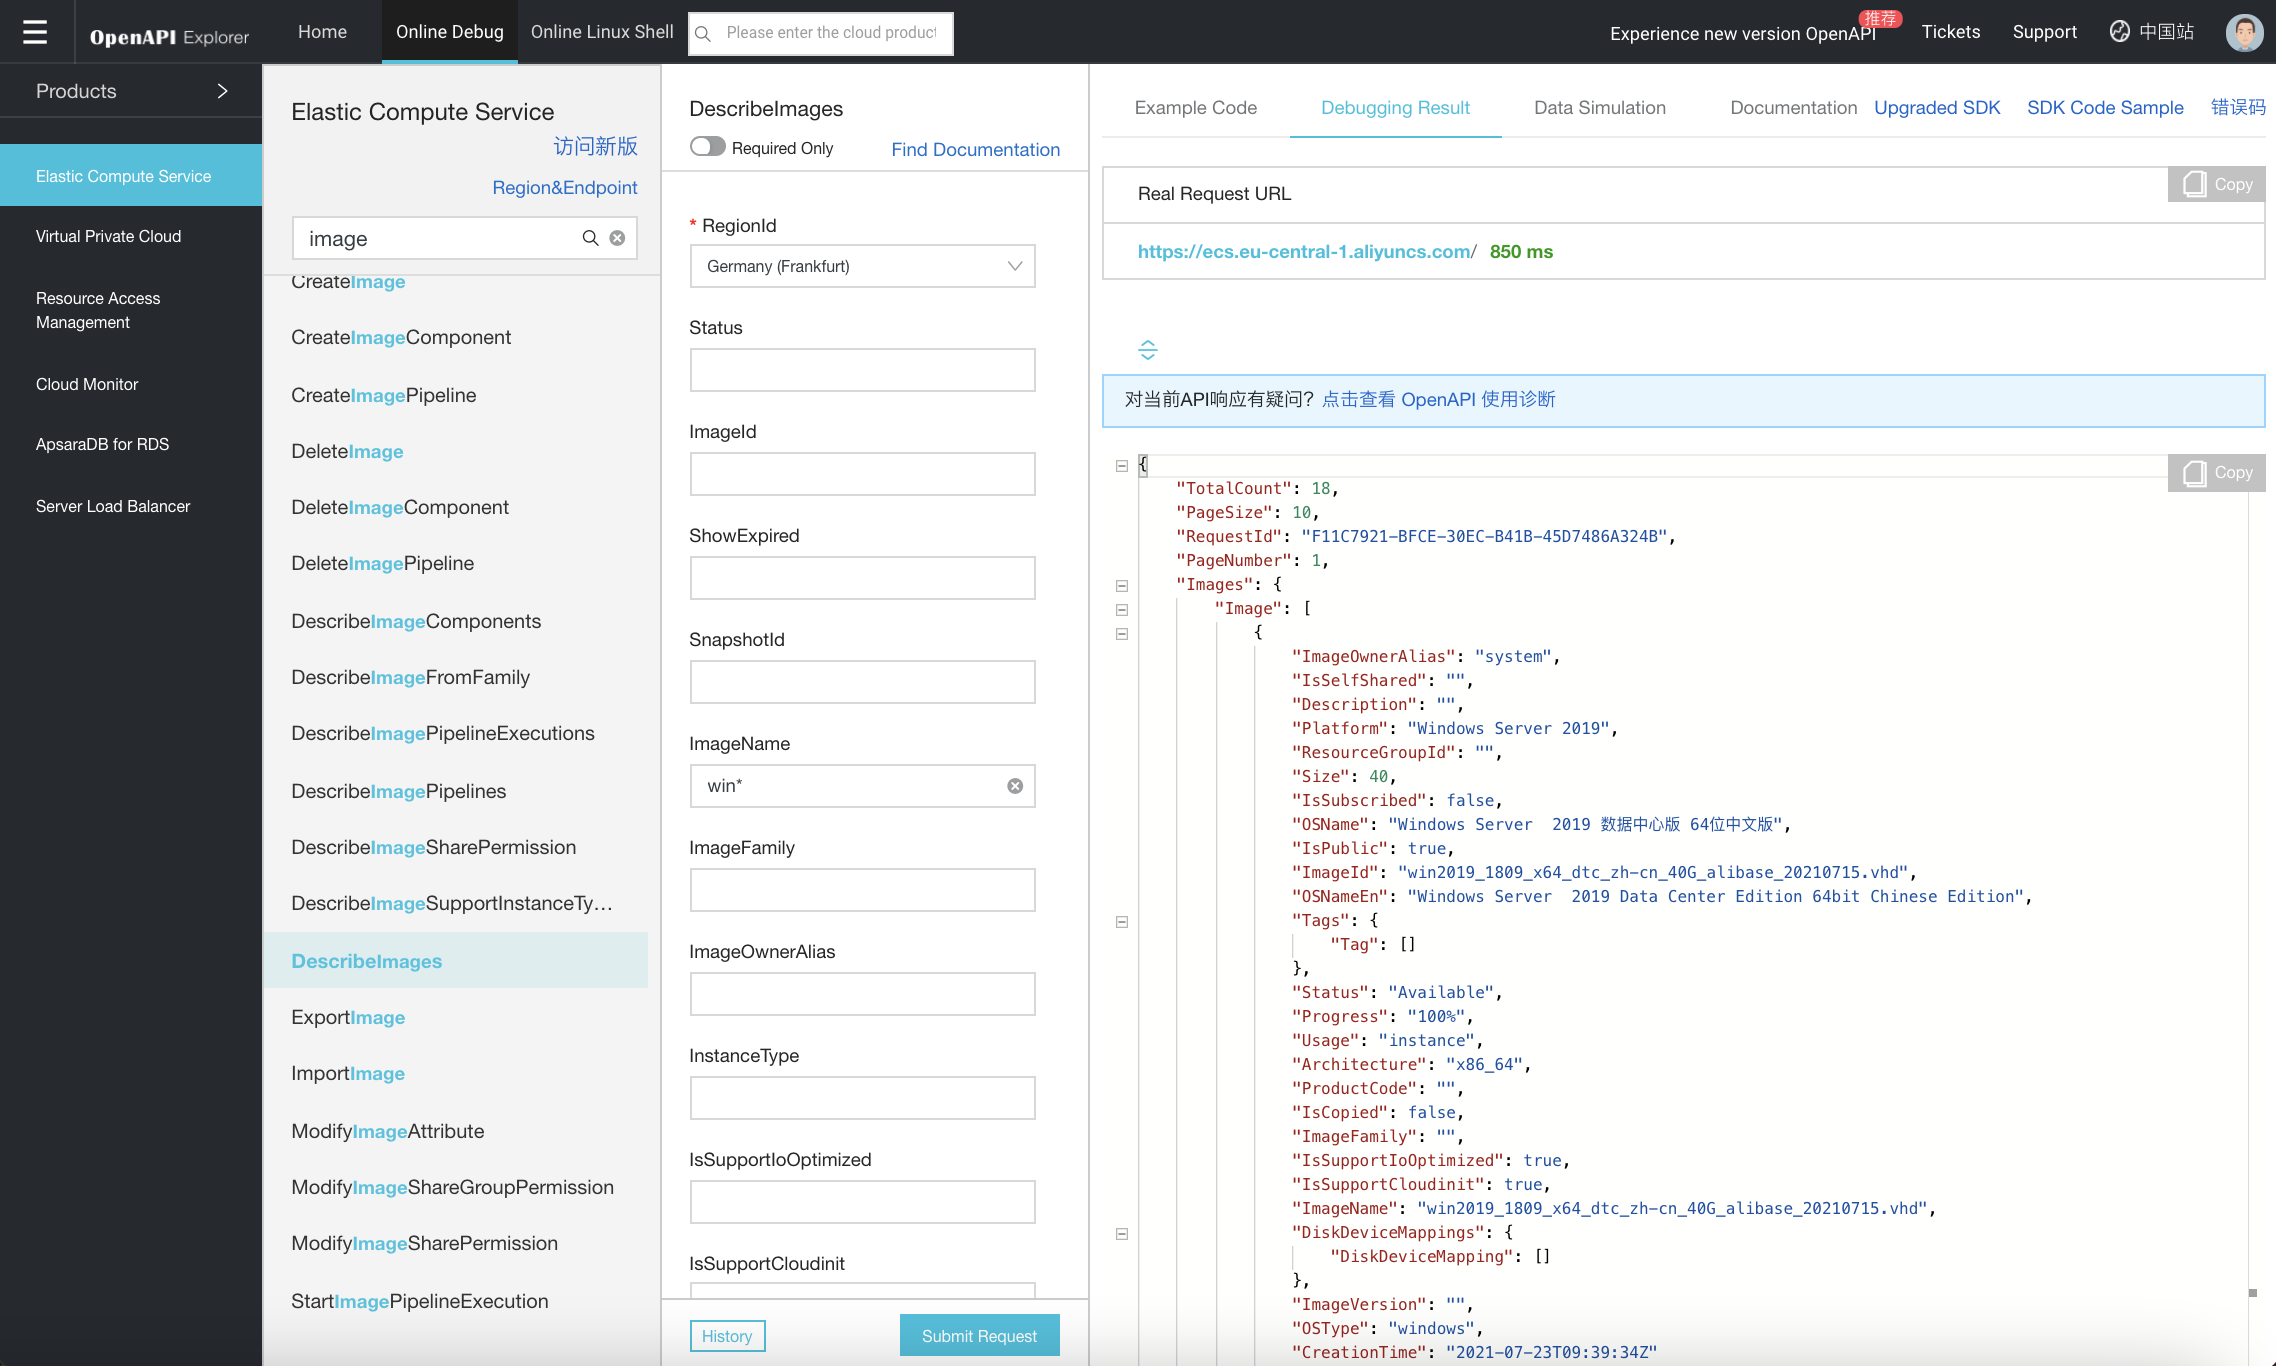 OpenAPI Explorer
Home
Online Debug
Online Linux Shell
Please enter the cloud product
Experience new version OpenAPI
推荐
Tickets
Support
中国站
Products
Elastic Compute Service
Virtual Private Cloud
Resource Access
Management
Cloud Monitor
ApsaraDB for RDS
Server Load Balancer
Elastic Compute Service
访问新版
Region&Endpoint
image
CreateImage
CreateImageComponent
CreateImagePipeline
DeleteImage
DeleteImageComponent
DeleteImagePipeline
DescribeImageComponents
DescribeImageFromFamily
DescribeImagePipelineExecutions
DescribeImagePipelines
DescribeImageSharePermission
DescribeImageSupportInstanceTy...
DescribeImages
ExportImage
ImportImage
ModifyImageAttribute
ModifyImageShareGroupPermission
ModifyImageSharePermission
StartImagePipelineExecution
DescribeImages
Required Only
Find Documentation
* RegionId
Germany (Frankfurt)
Status
ImageId
ShowExpired
SnapshotId
ImageName
win*
ImageFamily
ImageOwnerAlias
InstanceType
IsSupportIoOptimized
IsSupportCloudinit
History
Submit Request
Example Code
Debugging Result
Data Simulation
Documentation
Upgraded SDK
SDK Code Sample
错误码
Real Request URL
Copy
https://ecs.eu-central-1.aliyuncs.com/ 850 ms
对当前API响应有疑问？点击查看 OpenAPI 使用诊断
Copy
{
"TotalCount": 18,
"PageSize": 10,
"RequestId": "F11C7921-BFCE-30EC-B41B-45D7486A324B",
"PageNumber": 1,
"Images": {
"Image": [
{
"ImageOwnerAlias": "system",
"IsSelfShared": "",
"Description": "",
"Platform": "Windows Server 2019",
"ResourceGroupId": "",
"Size": 40,
"IsSubscribed": false,
"OSName": "Windows Server  2019 数据中心版 64位中文版",
"IsPublic": true,
"ImageId": "win2019_1809_x64_dtc_zh-cn_40G_alibase_20210715.vhd",
"OSNameEn": "Windows Server  2019 Data Center Edition 64bit Chinese Edition",
"Tags": {
"Tag": []
},
"Status": "Available",
"Progress": "100%",
"Usage": "instance",
"Architecture": "x86_64",
"ProductCode": "",
"IsCopied": false,
"ImageFamily": "",
"IsSupportIoOptimized": true,
"IsSupportCloudinit": true,
"ImageName": "win2019_1809_x64_dtc_zh-cn_40G_alibase_20210715.vhd",
"DiskDeviceMappings": {
"DiskDeviceMapping": []
},
"ImageVersion": "",
"OSType": "windows",
"CreationTime": "2021-07-23T09:39:34Z"